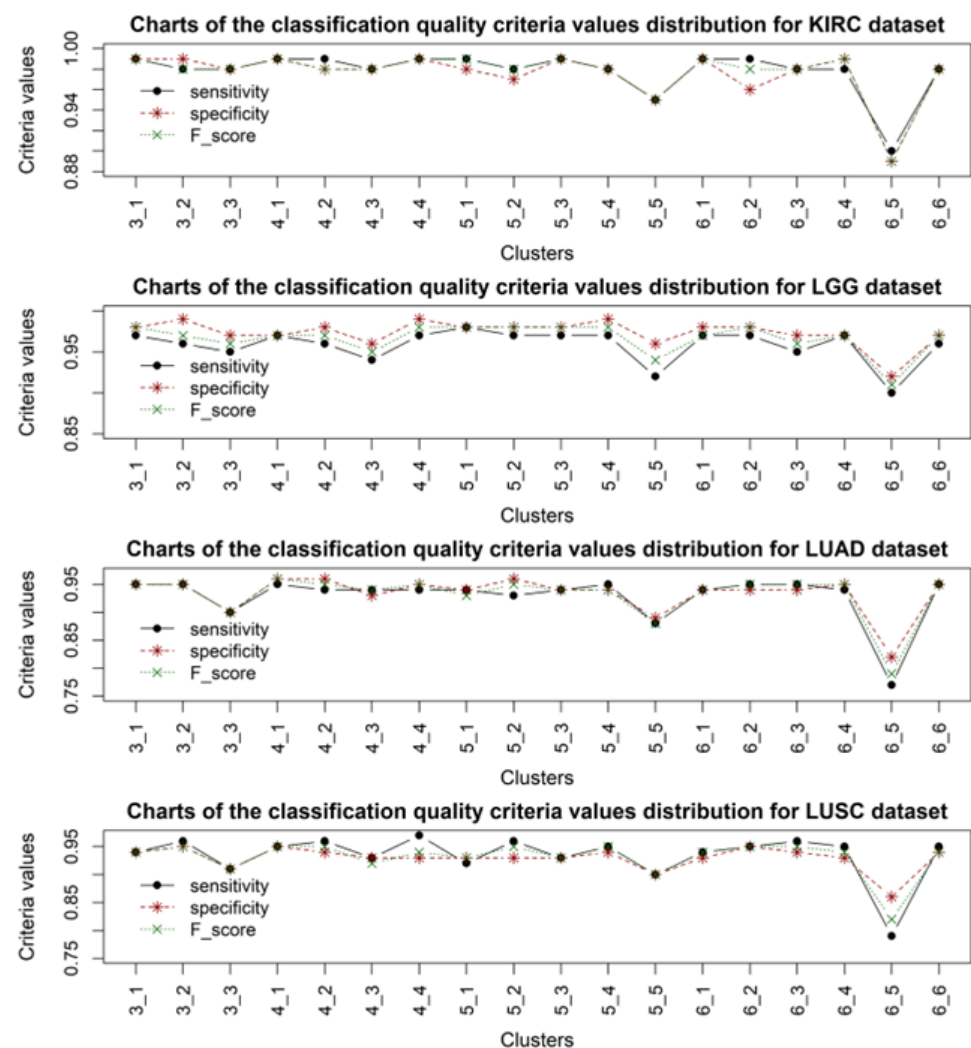 Charts of the classification quality criteria values distribution for KIRC dataset
Criteria values
1.00
0.94
0.88
sensitivity
specificity
F_score
3_1 3_2 3_3 4_1 4_2 4_3 4_4 5_1 5_2 5_3 5_4 5_5 6_1 6_2 6_3 6_4 6_5 6_6
Clusters
Charts of the classification quality criteria values distribution for LGG dataset
Criteria values
0.95
0.85
sensitivity
specificity
F_score
3_1 3_2 3_3 4_1 4_2 4_3 4_4 5_1 5_2 5_3 5_4 5_5 6_1 6_2 6_3 6_4 6_5 6_6
Clusters
Charts of the classification quality criteria values distribution for LUAD dataset
Criteria values
0.95
0.85
0.75
sensitivity
specificity
F_score
3_1 3_2 3_3 4_1 4_2 4_3 4_4 5_1 5_2 5_3 5_4 5_5 6_1 6_2 6_3 6_4 6_5 6_6
Clusters
Charts of the classification quality criteria values distribution for LUSC dataset
Criteria values
0.95
0.85
0.75
sensitivity
specificity
F_score
3_1 3_2 3_3 4_1 4_2 4_3 4_4 5_1 5_2 5_3 5_4 5_5 6_1 6_2 6_3 6_4 6_5 6_6
Clusters